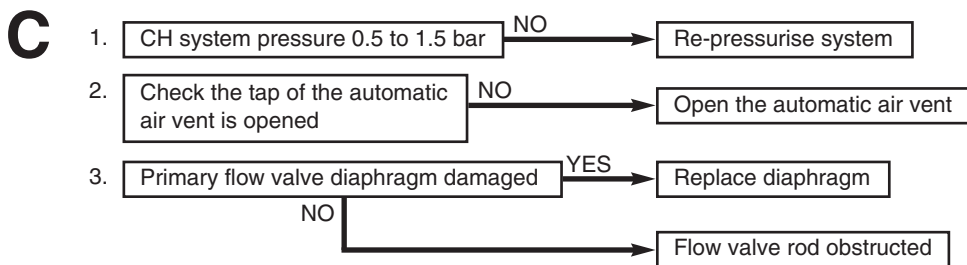 C
1. CH system pressure 0.5 to 1.5 bar NO Re-pressurise system
2. Check the tap of the automatic air vent is opened NO Open the automatic air vent
3. Primary flow valve diaphragm damaged YES Replace diaphragm
NO Flow valve rod obstructed